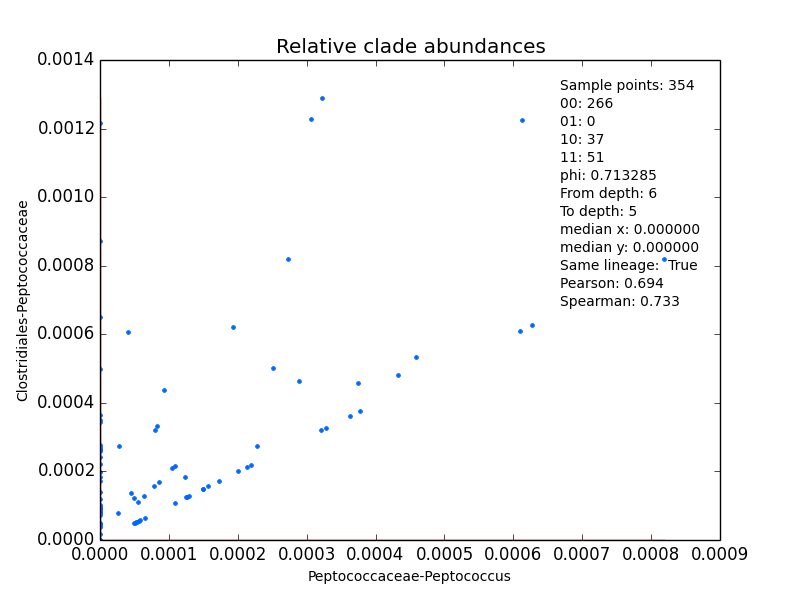 Relative clade abundances
0.0014
0.0012
0.0010
0.0008
0.0006
0.0004
0.0002
0.0000
Clostridiales-Peptococcaceae
Sample points: 354
00: 266
01: 0
10: 37
11: 51
phi: 0.713285
From depth: 6
To depth: 5
median x: 0.000000
median y: 0.000000
Same lineage: True
Pearson: 0.694
Spearman: 0.733
0.0000 0.0001 0.0002 0.0003 0.0004 0.0005 0.0006 0.0007 0.0008 0.0009
Peptococcaceae-Peptococcus